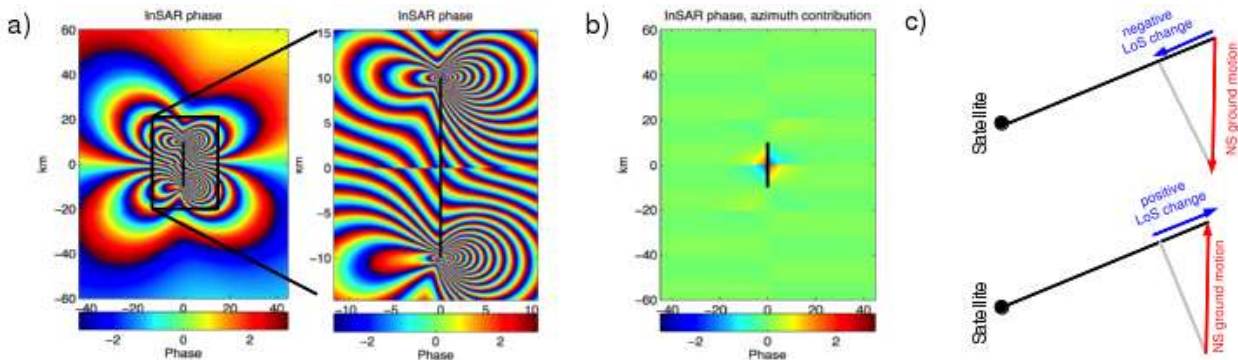 a)
InSAR phase
km
60
40
20
0
−20
−40
−60
−40 −20 0 20 40
−2 0 2
Phase
InSAR phase
km
15
10
5
0
−5
−10
−10 −5 0 5 10
−2 0 2
Phase
b)
InSAR phase, azimuth contribution
km
60
40
20
0
−20
−40
−60
−40 −20 0 20 40
−2 0 2
Phase
c)
negative
LoS change
Satellite
NS ground motion
positive
LoS change
Satellite
NS ground motion